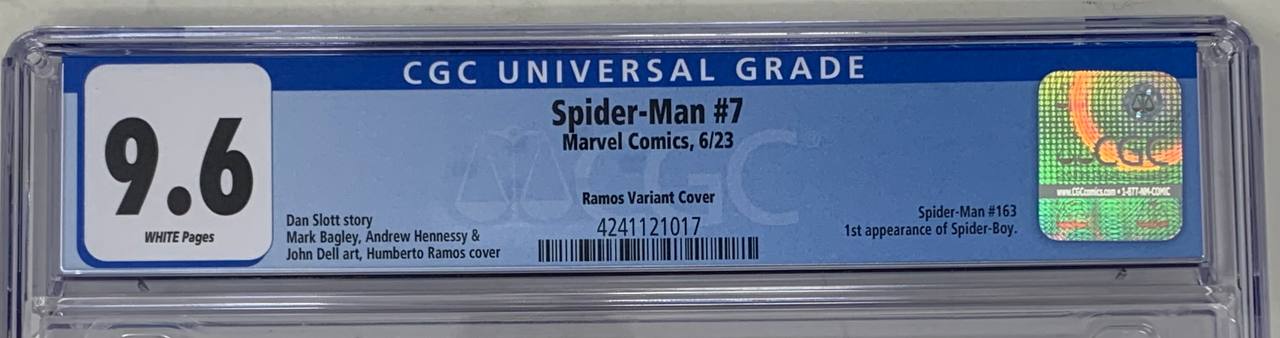 CGC UNIVERSAL GRADE
9.6
WHITE Pages
Spider-Man #7
Marvel Comics, 6/23
Ramos Variant Cover
4241121017
Dan Slott story
Mark Bagley, Andrew Hennessy &
John Dell art, Humberto Ramos cover
Spider-Man #163
1st appearance of Spider-Boy.
CGC
CGC
www.CGCcomics.com • 1-877-NM-COMIC